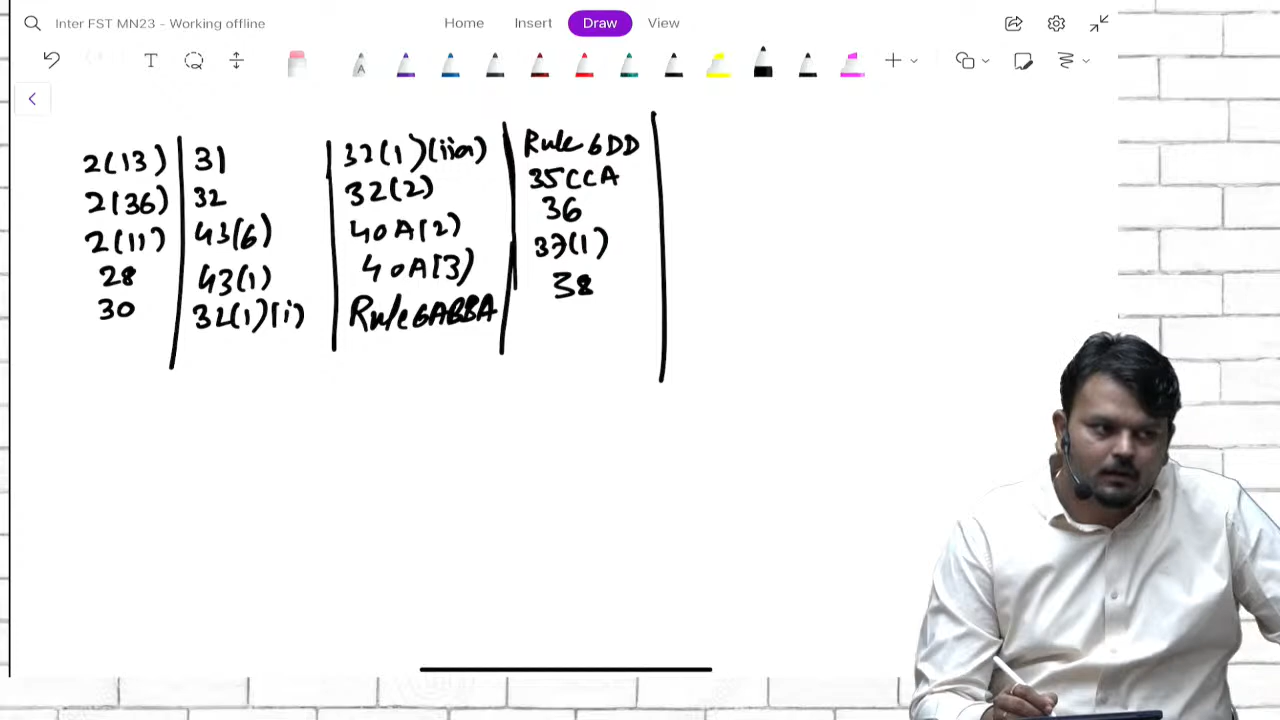 Inter FST MN23 - Working offline
Home Insert Draw View
T
A
2(13)
2(36)
2(11)
28
30
31
32
43(6)
43(1)
32(1)(i)
32(1)(iia)
32(2)
40A(2)
40A(3)
Rule6ABBA
Rule 6DD
35CCA
36
37(1)
38